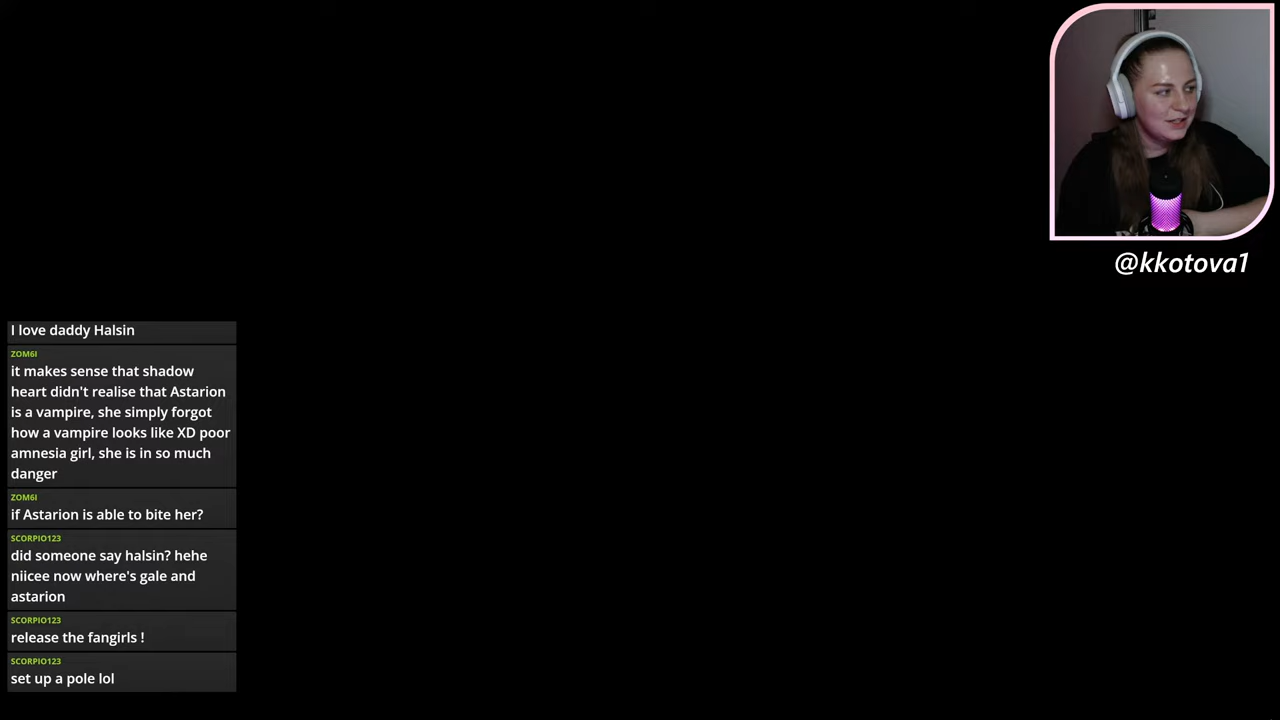 @kkotova1
I love daddy Halsin
ZOM6I
it makes sense that shadow
heart didn't realise that Astarion
is a vampire, she simply forgot
how a vampire looks like XD poor
amnesia girl, she is in so much
danger
ZOM6I
if Astarion is able to bite her?
SCORPIO123
did someone say halsin? hehe
niicee now where's gale and
astarion
SCORPIO123
release the fangirls !
SCORPIO123
set up a pole lol